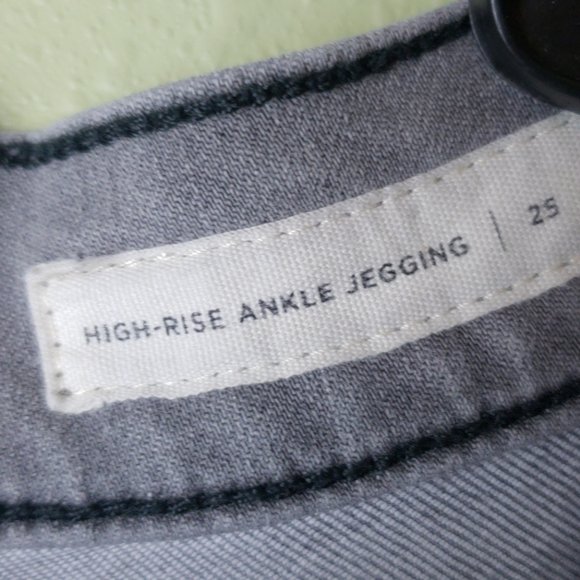 HIGH-RISE ANKLE JEGGING | 25